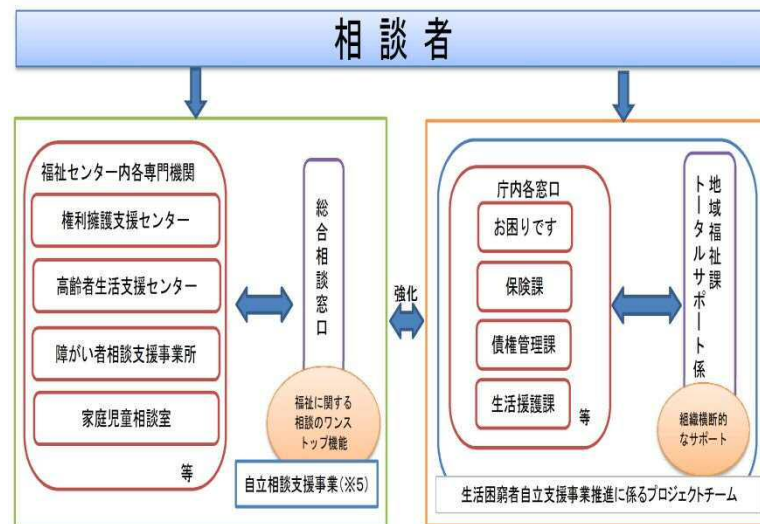 相談者
福祉センター内各専門機関
権利擁護支援センター
高齢者生活支援センター
障がい者相談支援事業所
家庭児童相談室
等
総合相談窓口
福祉に関する
相談のワンス
トップ機能
自立相談支援事業(※5)
強化
庁内各窓口
お困りです
保険課
債権管理課
生活援護課
等
地域福祉課
トータルサポート係
組織横断的
なサポート
生活困窮者自立支援事業推進に係るプロジェクトチーム